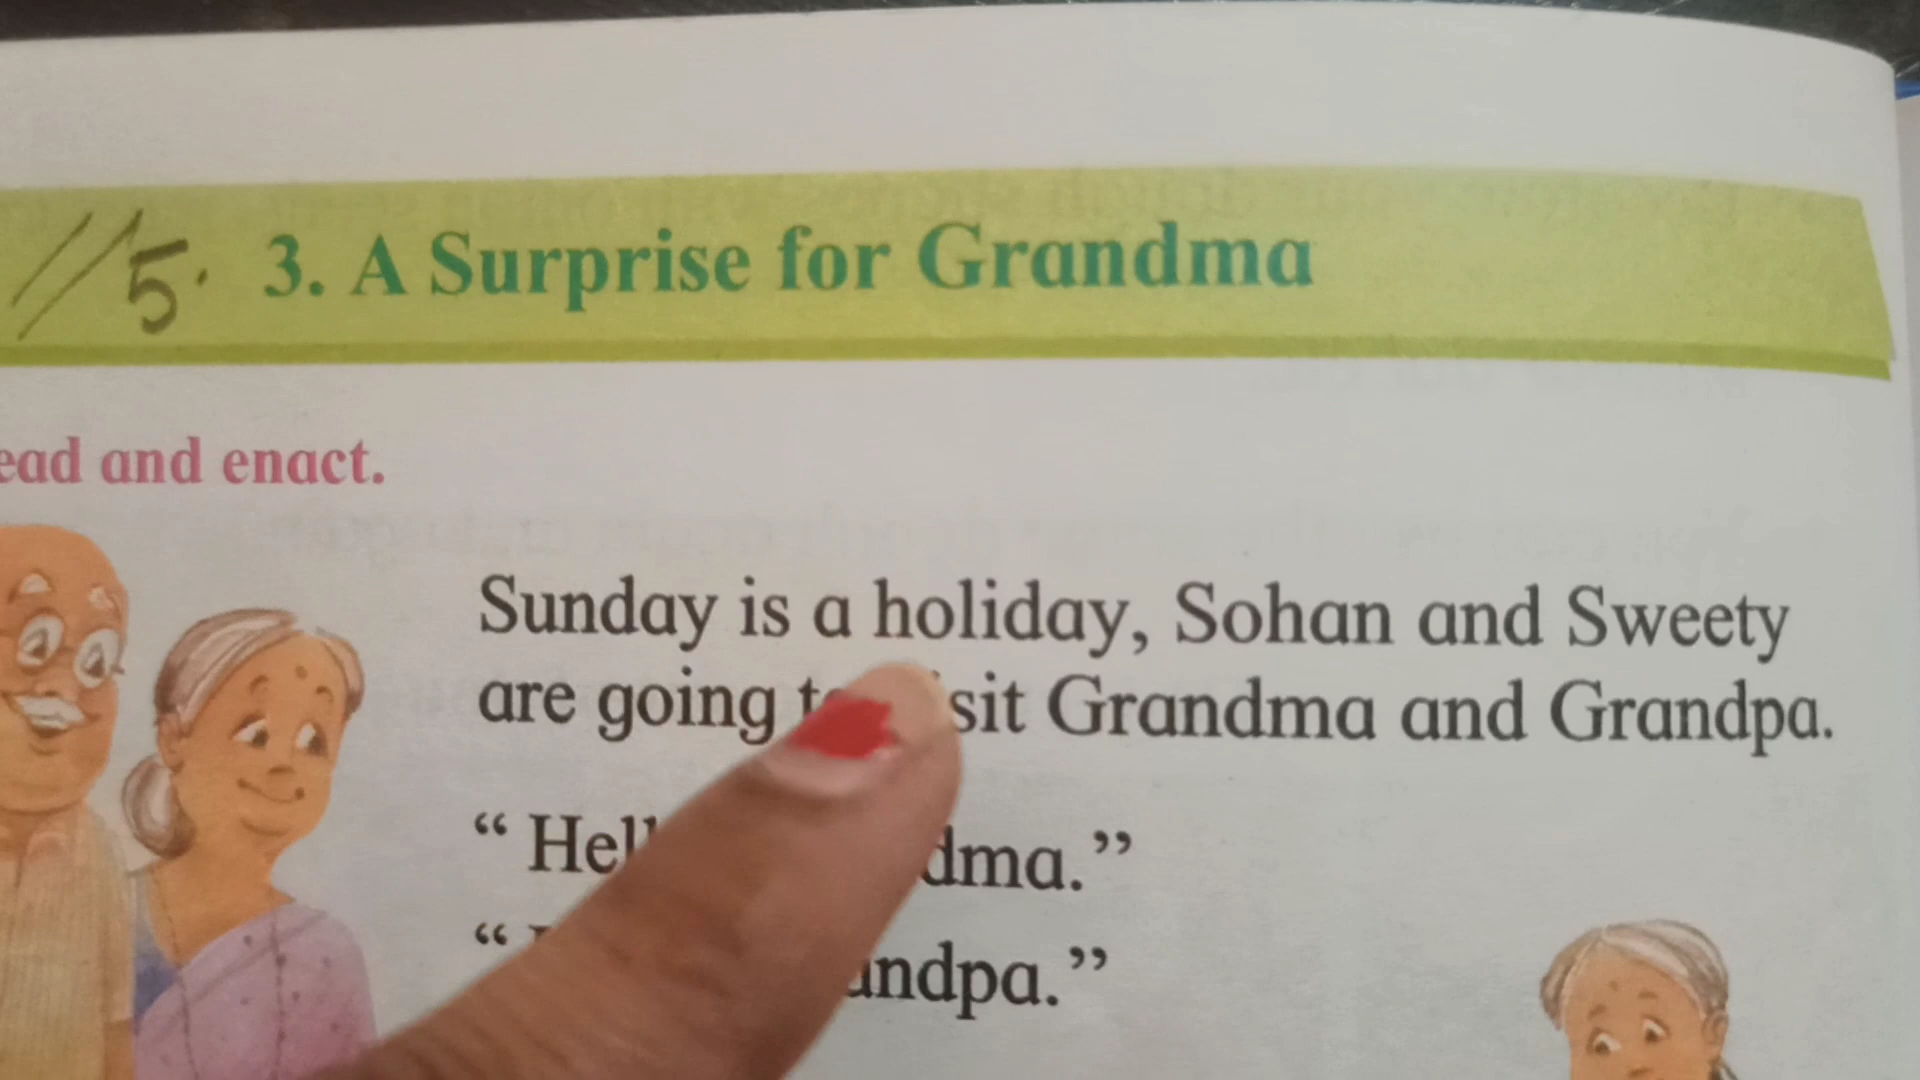 //5. 3. A Surprise for Grandma
ead and enact.
Sunday is a holiday, Sohan and Sweety
are going sit Grandma and Grandpa.
“ Hel dma.”
“ ndpa.”